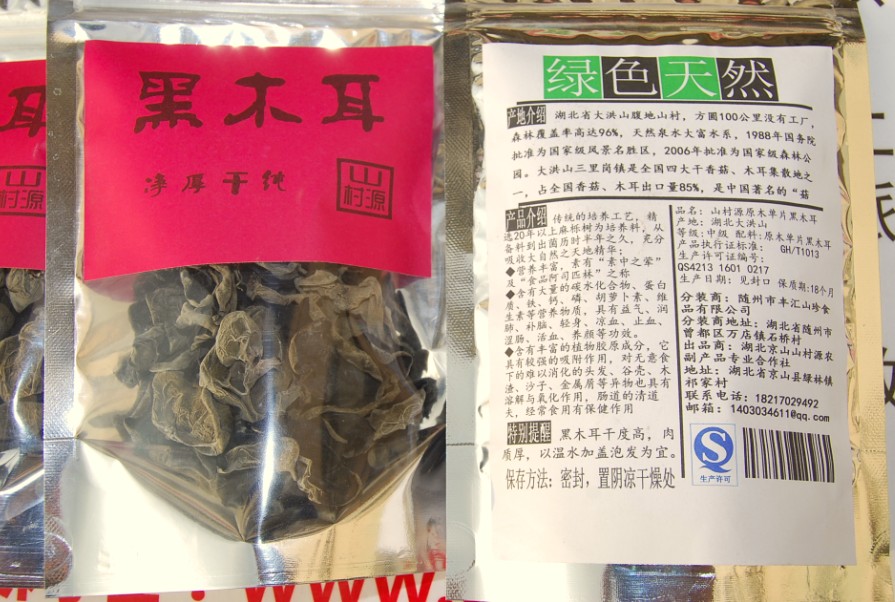 黑木耳
净厚干纯
山村源
耳
村源
绿色天然
产地介绍 湖北省大洪山腹地山村,方圆100公里没有工厂,
森林覆盖率高达96%,天然泉水大富水系,1988年国务院
批准为国家级风景名胜区,2006年批准为国家级森林公
园。大洪山三里岗镇是全国四大干香菇、木耳集散地之
一,占全国香菇、木耳出口量85%,是中国著名的“菇
产品介绍 传统的培养工艺,精
选20年以上麻栎树为培养料,从
备料到出菌历时半年之久,充分
吸收大自然之天地精华;
◆营养丰富,素有“素中之荤”
及“食品阿司匹林”之称
◆含有大量的碳水化合物、蛋白
质、铁、钙、磷、胡萝卜素、维
生素等营养物质,具有益气、润
肺、补脑、轻身、凉血、止血、
涩肠、活血、养颜等功效。
◆含有丰富的植物胶原成分,它
具有较强的吸附作用,对无意食
下的难以消化的头发、谷壳、木
渣、沙子、金属屑等异物也具有
溶解与氧化作用,肠道的清道
夫,经常食用有保健作用
特别提醒 黑木耳干度高,肉
质厚,以温水加盖泡发为宜。
保存方法:密封,置阴凉干燥处
品名:山村源原木单片黑木耳
产地:湖北大洪山
等级:中级 配料:原木单片黑木耳
产品执行证标准: GH/T1013
生产许可证编号:
QS4213 1601 0217
生产日期:见封口 保质期:18个月
分装商:随州市丰汇山珍食
品有限公司
分装商地址:湖北省随州市
曾都区万店镇石桥村
出品商:湖北京山山村源农
副产品专业合作社
地址:湖北省京山县绿林镇
祁家村
联系电话:18217029492
邮箱:1403034611@qq.com
QS
生产许可
www.